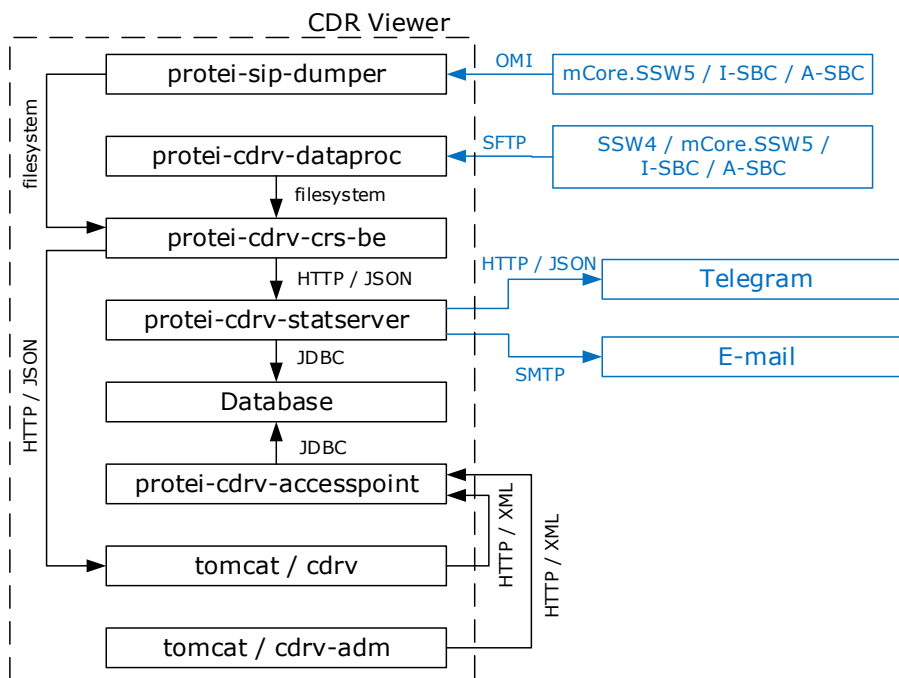 CDR Viewer
protei-sip-dumper
OMI
mCore.SSW5 / I-SBC / A-SBC
filesystem
protei-cdrv-dataproc
SFTP
SSW4 / mCore.SSW5 /
I-SBC / A-SBC
filesystem
protei-cdrv-crs-be
HTTP / JSON
HTTP / JSON
Telegram
protei-cdrv-statserver
JDBC
SMTP
E-mail
HTTP / JSON
Database
JDBC
protei-cdrv-accesspoint
HTTP / XML
HTTP / XML
tomcat / cdrv
tomcat / cdrv-adm